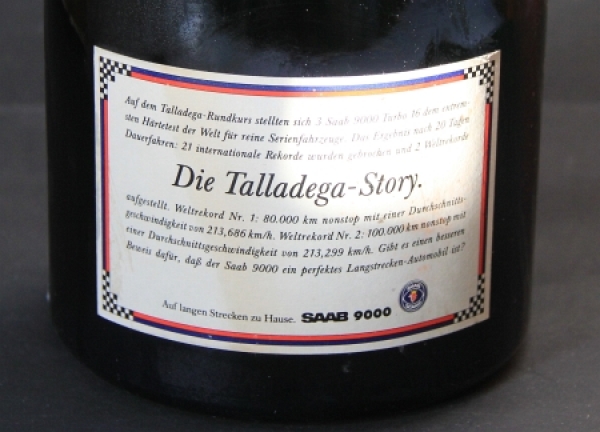 Auf dem Talladega-Rundkurs stellten sich 3 Saab 9000 Turbo 16 dem extrem-
sten Härtetest der Welt für seine Serienfahrzeuge. Das Ergebnis nach 20 Tagen
Dauerfahren: 21 internationale Rekorde wurden gebrochen und 2 Weltrekorde
Die Talladega-Story.
aufgestellt. Weltrekord Nr. 1: 80.000 km nonstop mit einer Durchschnitts-
geschwindigkeit von 213,686 km/h. Weltrekord Nr. 2: 100.000 km nonstop mit
einer Durchschnittsgeschwindigkeit von 213,299 km/h. Gibt es einen besseren
Beweis dafür, daß der Saab 9000 ein perfektes Langstrecken-Automobil ist?
Auf langen Strecken zu Hause. SAAB 9000